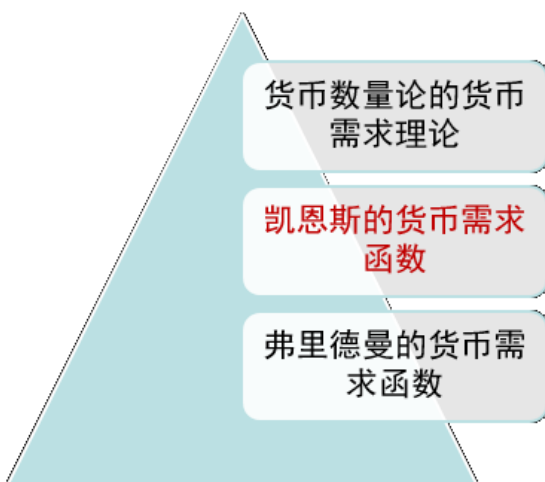 货币数量论的货币
需求理论
凯恩斯的货币需求
函数
弗里德曼的货币需
求函数